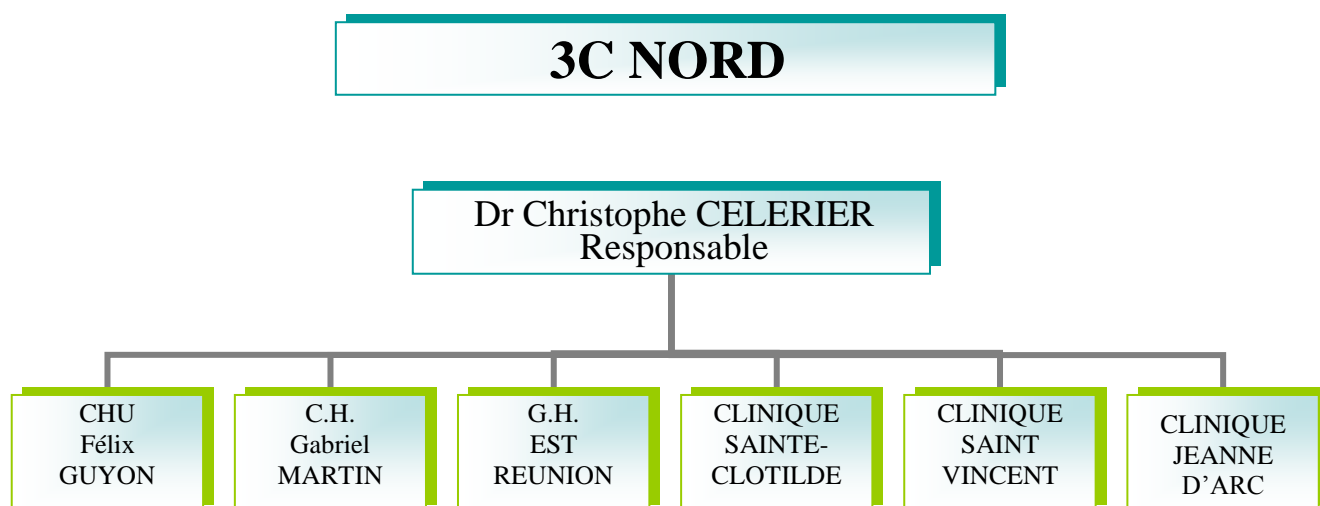 3C NORD
Dr Christophe CELERIER
Responsable
CHU
Félix
GUYON
C.H.
Gabriel
MARTIN
G.H.
EST
REUNION
CLINIQUE
SAINTE-
CLOTILDE
CLINIQUE
SAINT
VINCENT
CLINIQUE
JEANNE
D'ARC